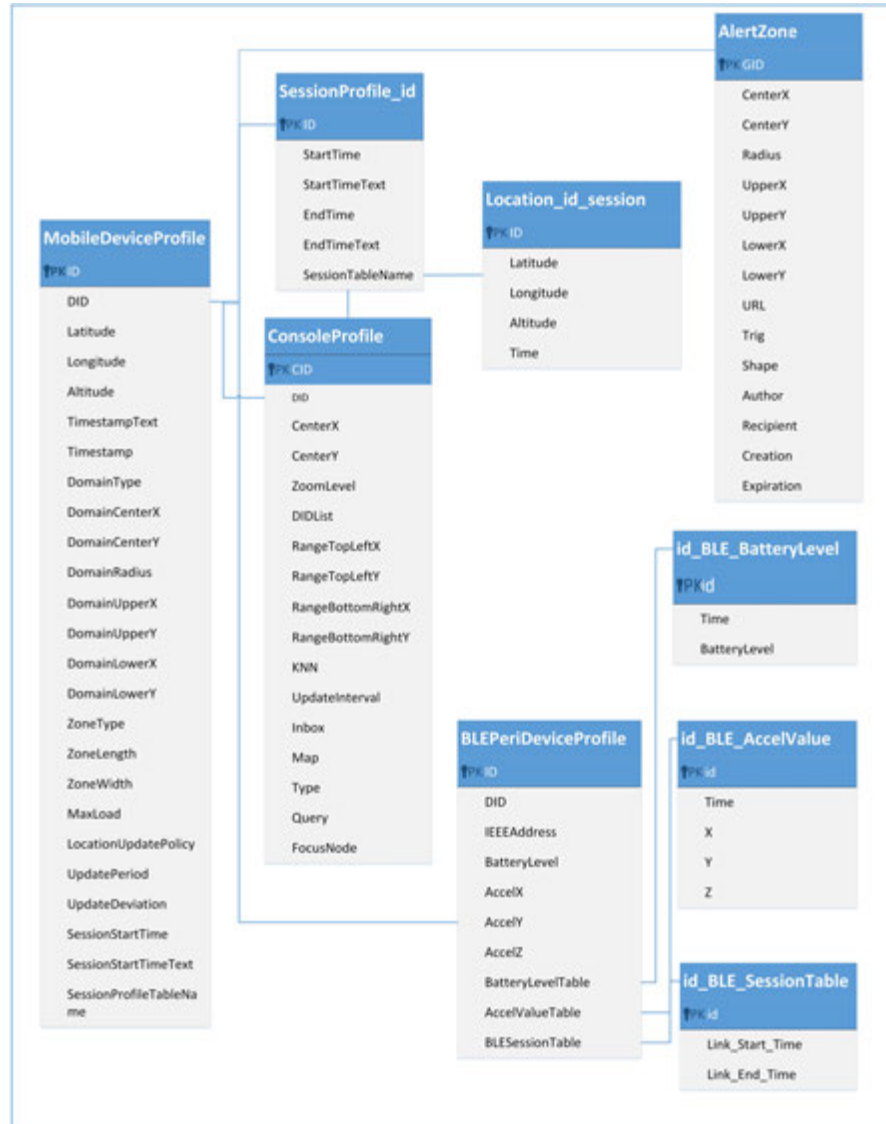 AlertZone
PK GID
CenterX
CenterY
Radius
UpperX
UpperY
LowerX
LowerY
URL
Trig
Shape
Author
Recipient
Creation
Expiration
SessionProfile_id
PK ID
StartTime
StartTimeText
EndTime
EndTimeText
SessionTableName
Location_id_session
PK ID
Latitude
Longitude
Altitude
Time
MobileDeviceProfile
PK ID
DID
Latitude
Longitude
Altitude
TimestampText
Timestamp
DomainType
DomainCenterX
DomainCenterY
DomainRadius
DomainUpperX
DomainUpperY
DomainLowerX
DomainLowerY
ZoneType
ZoneLength
ZoneWidth
MaxLoad
LocationUpdatePolicy
UpdatePeriod
UpdateDeviation
SessionStartTime
SessionStartTimeText
SessionProfileTableNa
me
ConsoleProfile
PK CID
DID
CenterX
CenterY
ZoomLevel
DIDList
RangeTopLeftX
RangeTopLeftY
RangeBottomRightX
RangeBottomRightY
KNN
UpdateInterval
Inbox
Map
Type
Query
FocusNode
BLEPeriDeviceProfile
PK ID
DID
IEEEAddress
BatteryLevel
AccelX
AccelY
AccelZ
BatteryLevelTable
AccelValueTable
BLESessionTable
id_BLE_BatteryLevel
PK id
Time
BatteryLevel
id_BLE_AccelValue
PK id
Time
X
Y
Z
id_BLE_SessionTable
PK id
Link_Start_Time
Link_End_Time